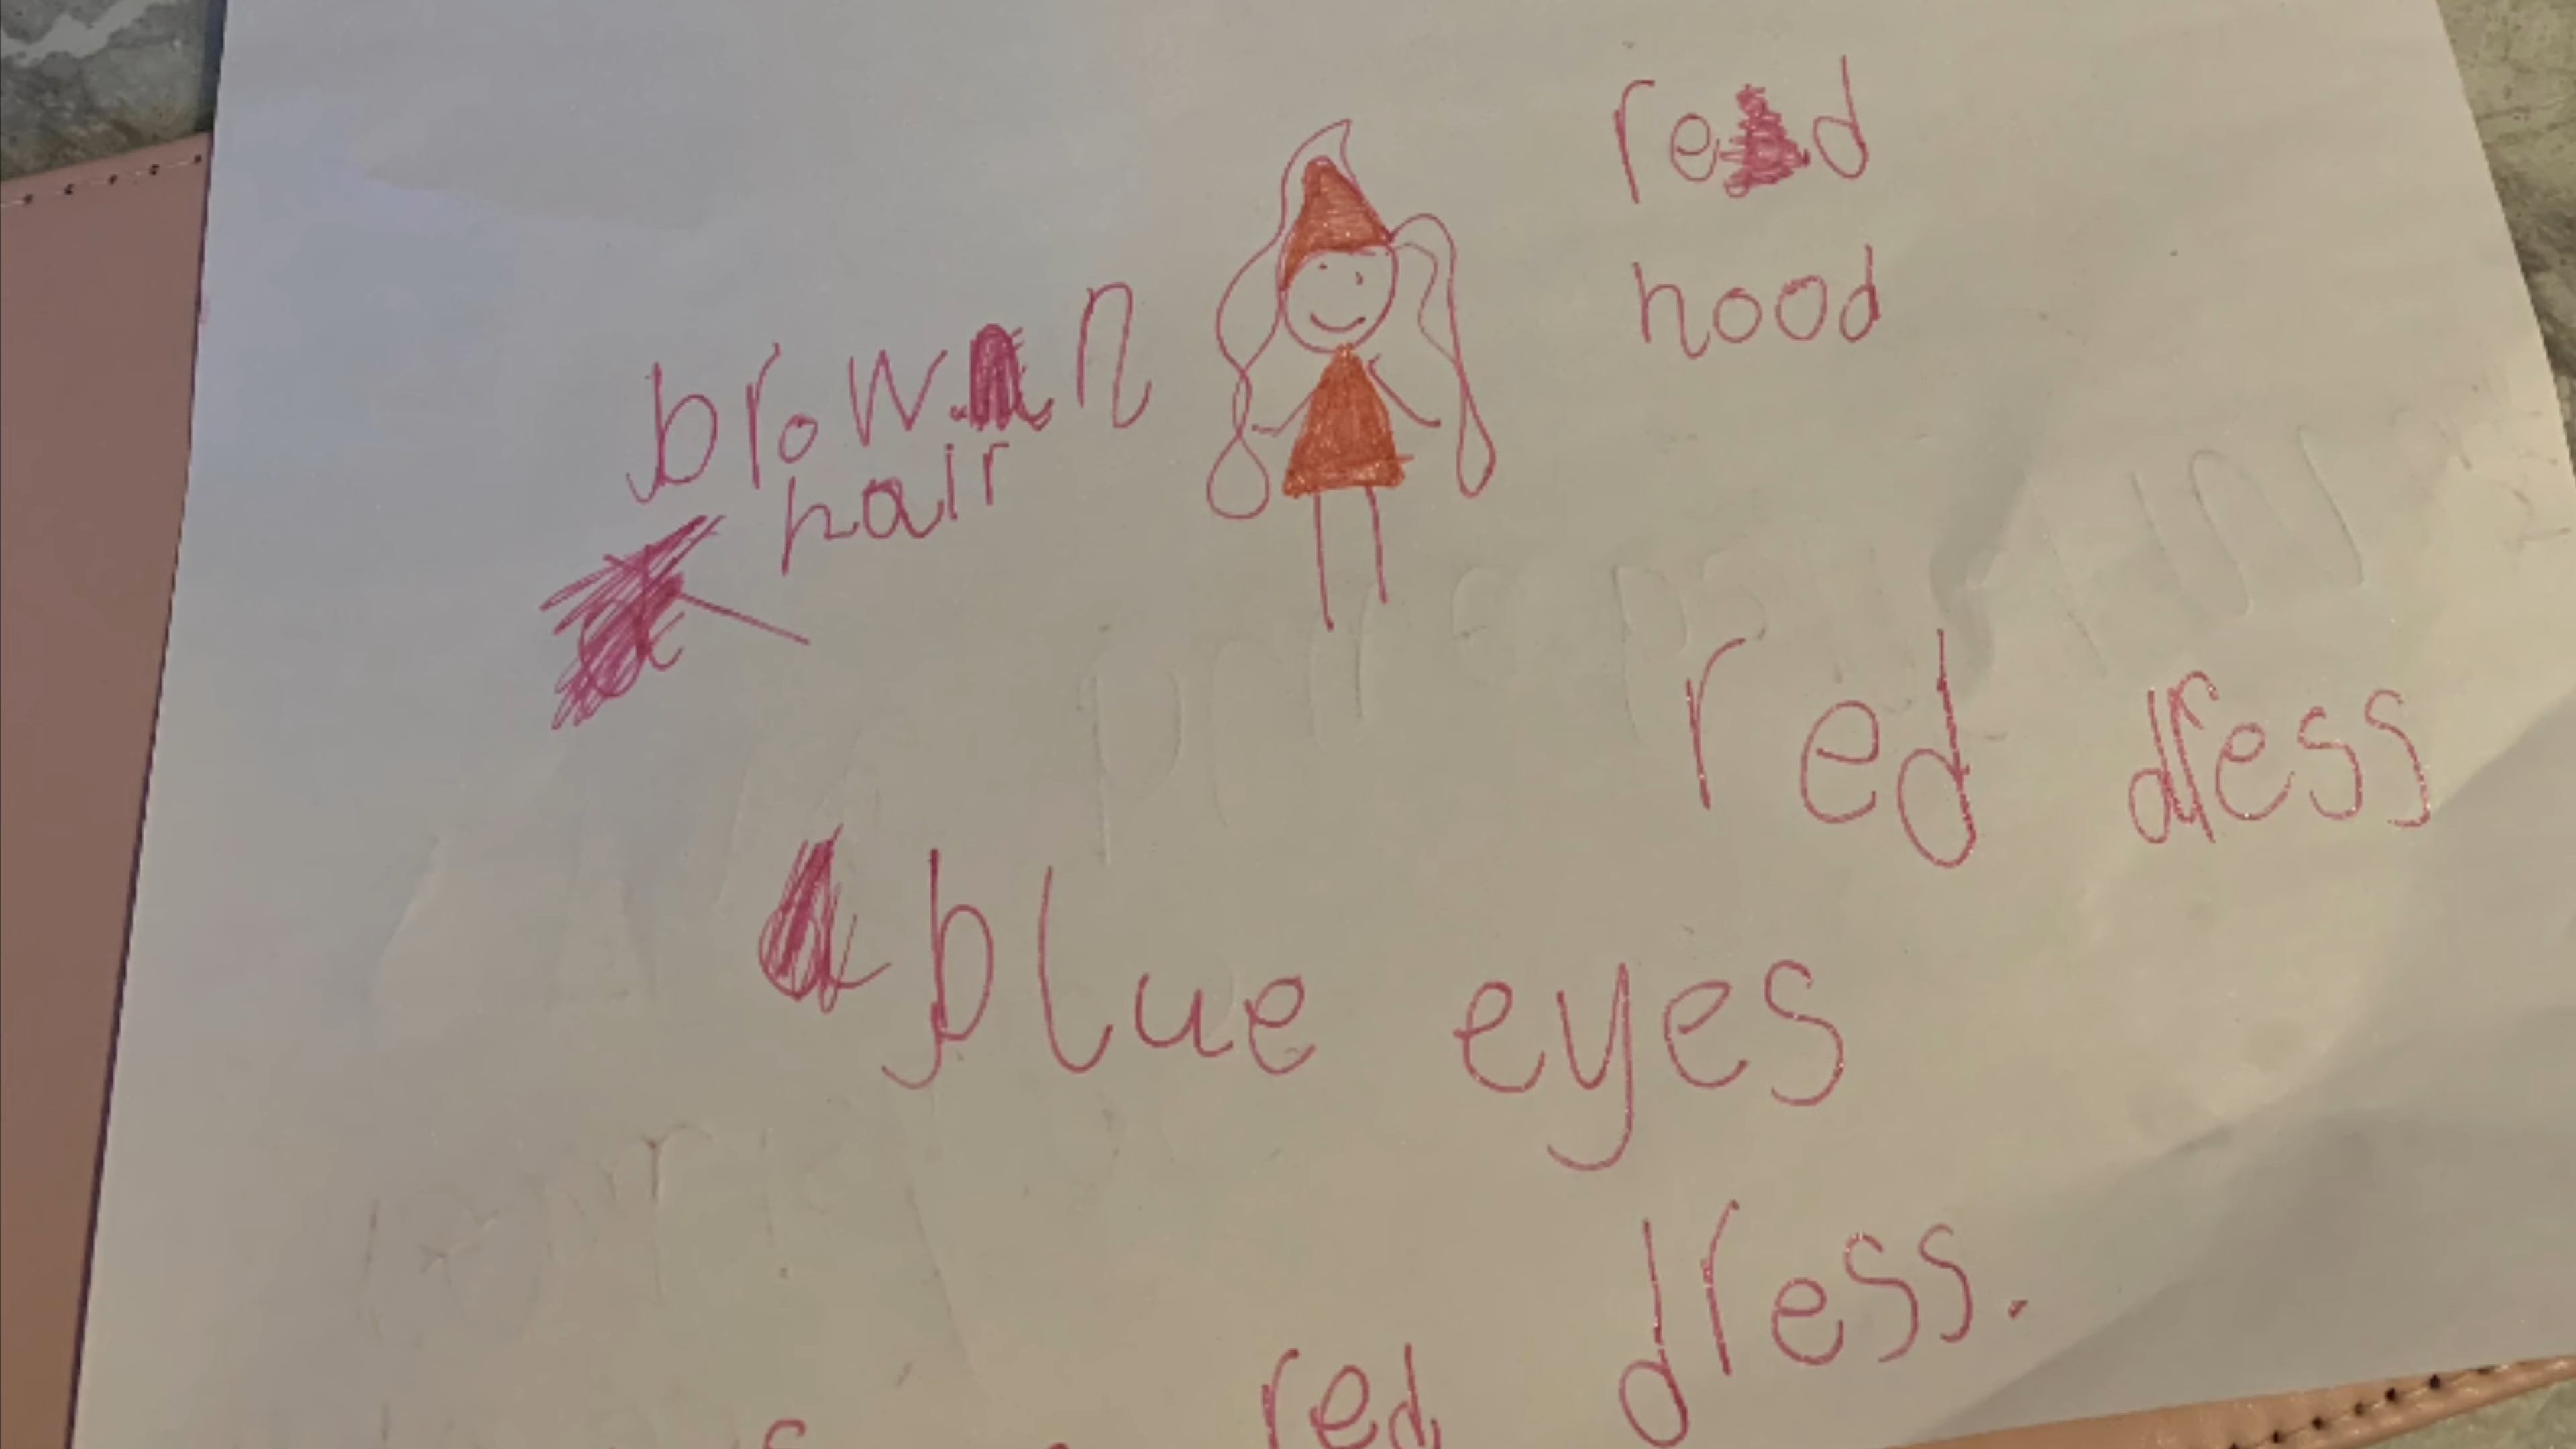 red
hood
brown
hair
red dress
blue eyes
dress.
red